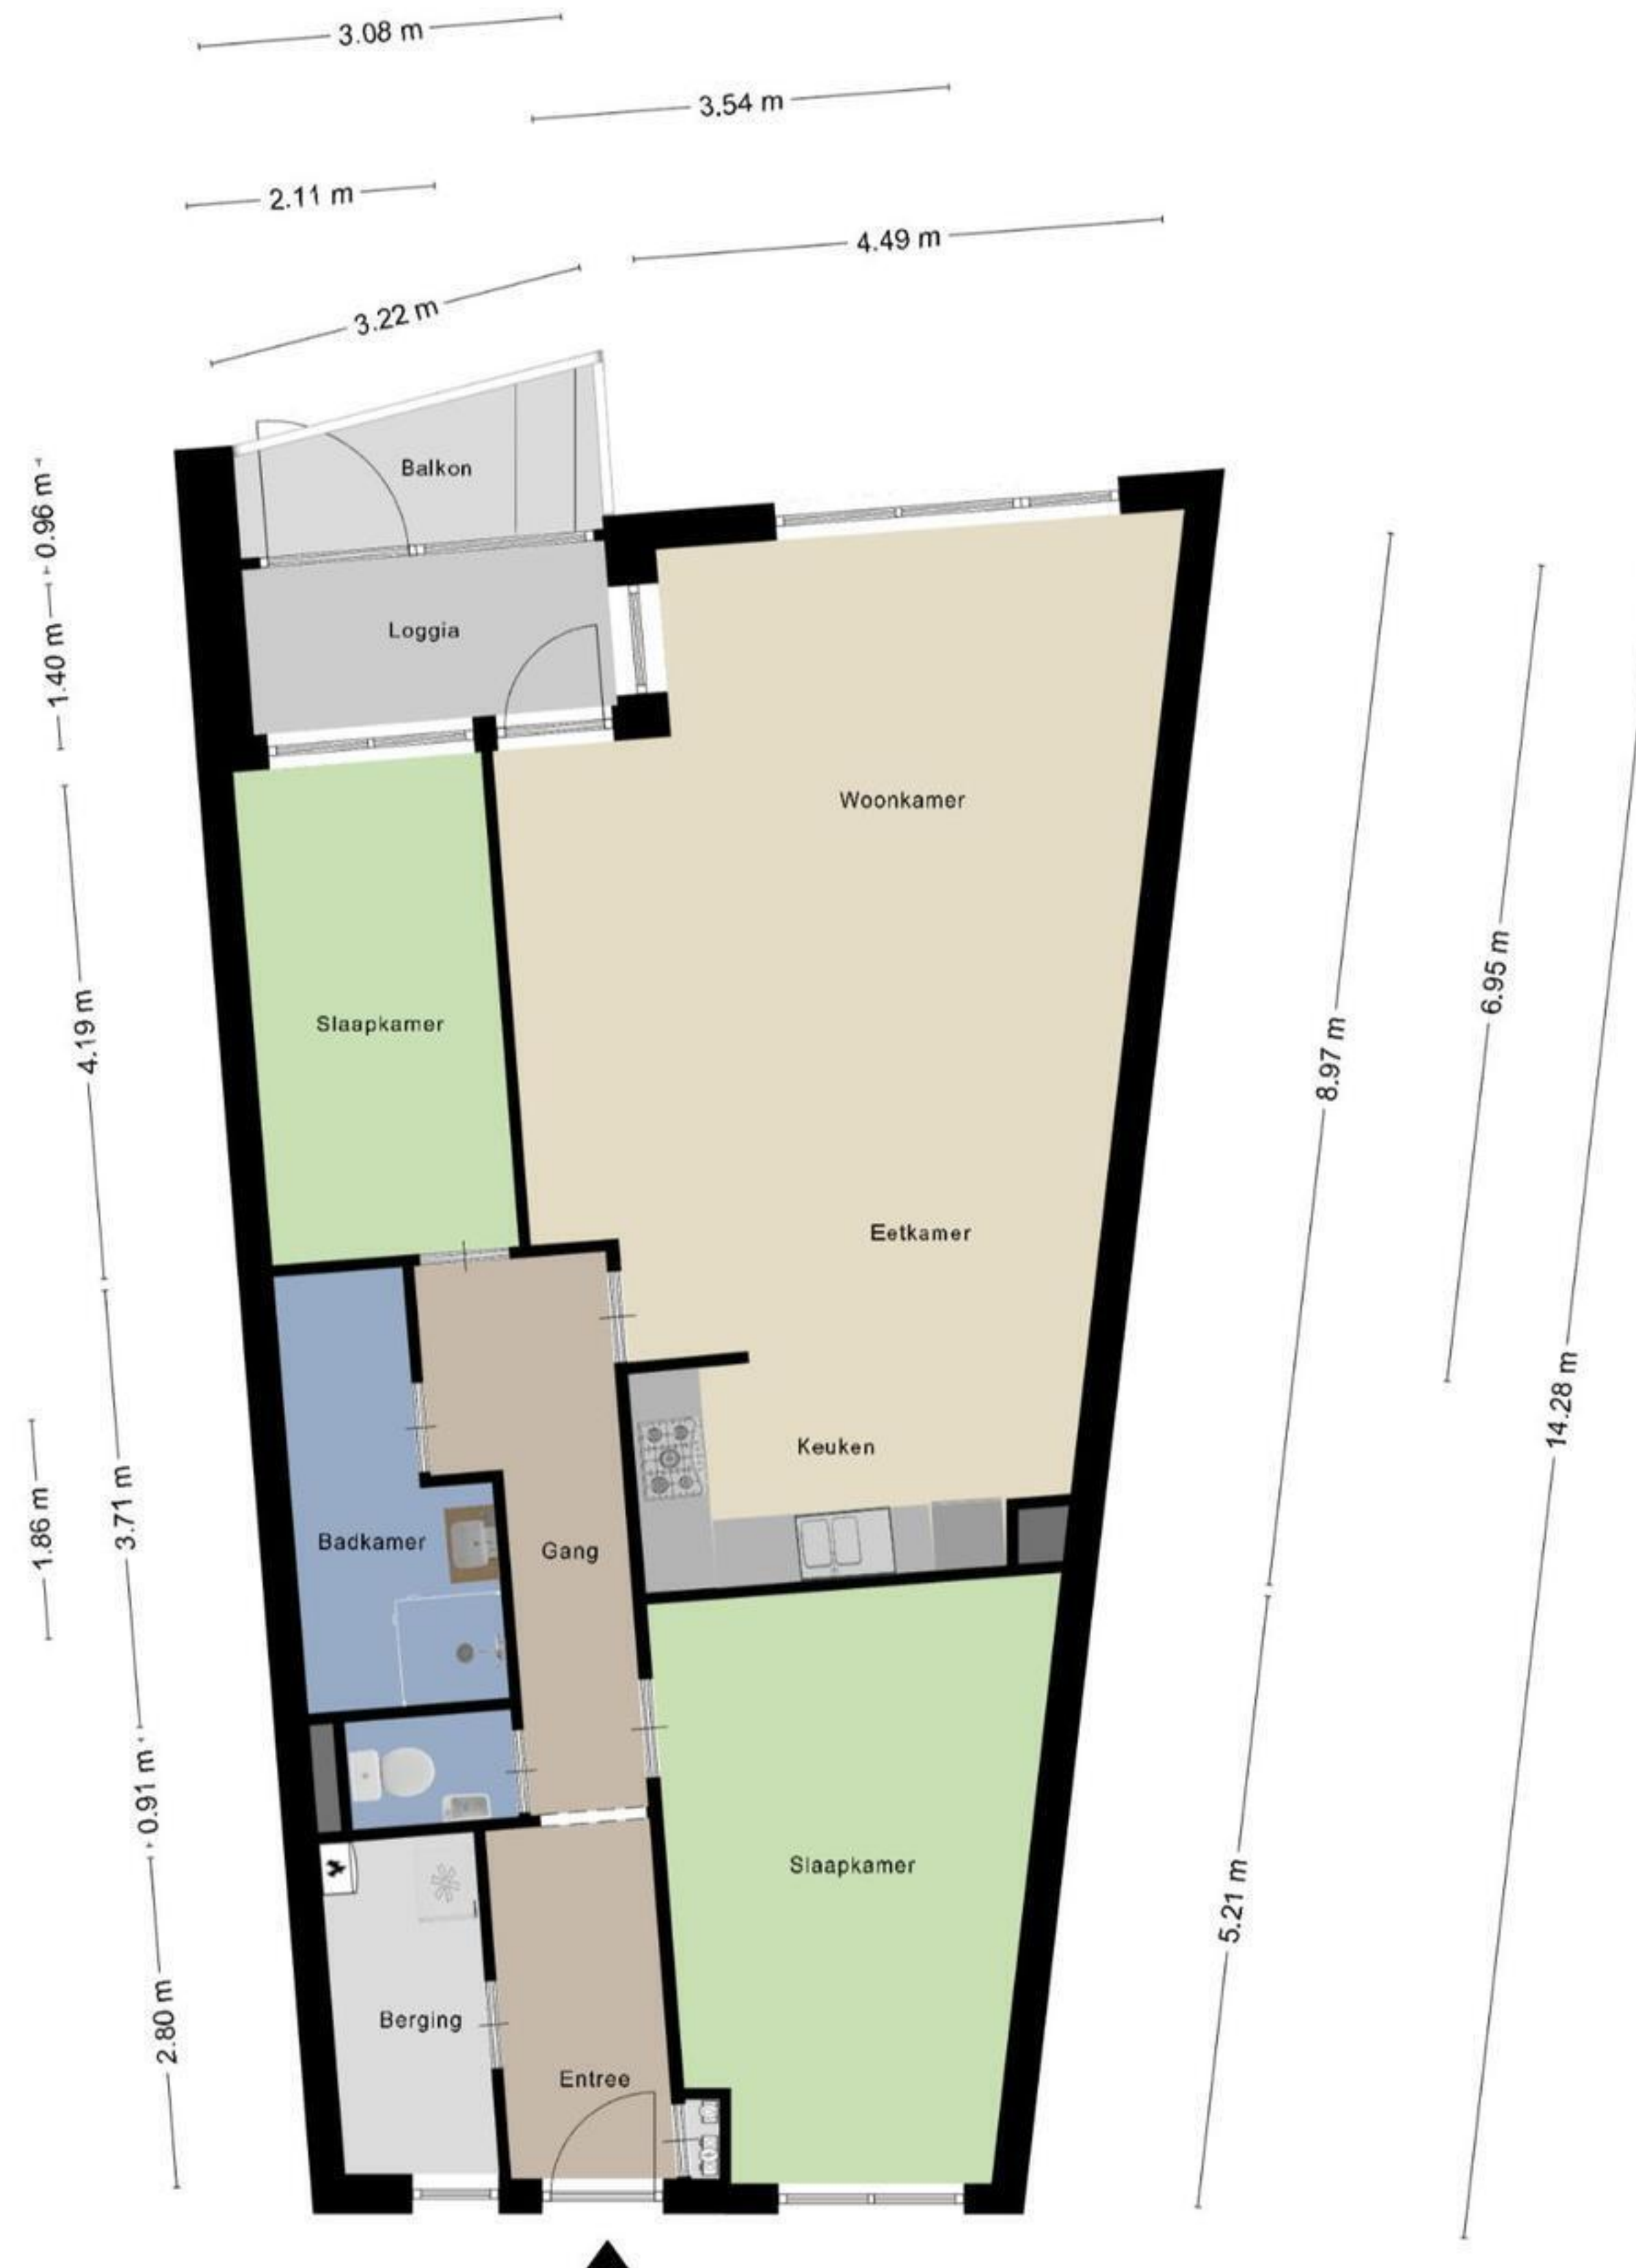 3.08 m
3.54 m
2.11 m
4.49 m
3.22 m
Balkon
0.96 m
Loggia
1.40 m
Woonkamer
6.95 m
Slaapkamer
4.19 m
8.97 m
Eetkamer
14.28 m
Keuken
1.86 m
3.71 m
Badkamer
Gang
0.91 m
Slaapkamer
5.21 m
2.80 m
Berging
Entree